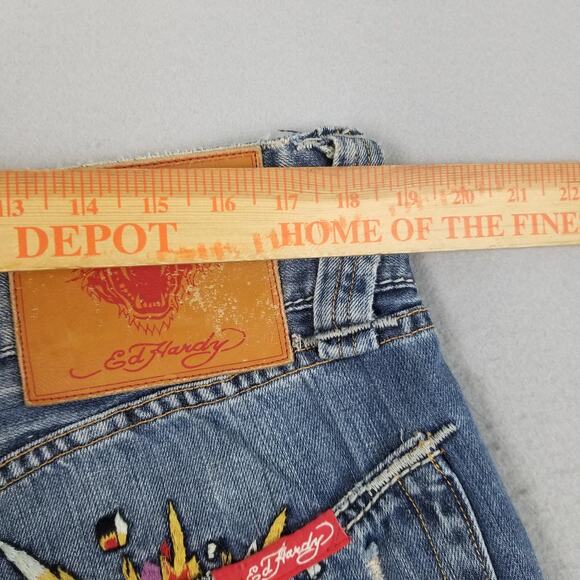 13 14 15 16 17 18 19 20 21 22
DEPOT HOME OF THE FINE
Ed Hardy
Ed Hardy